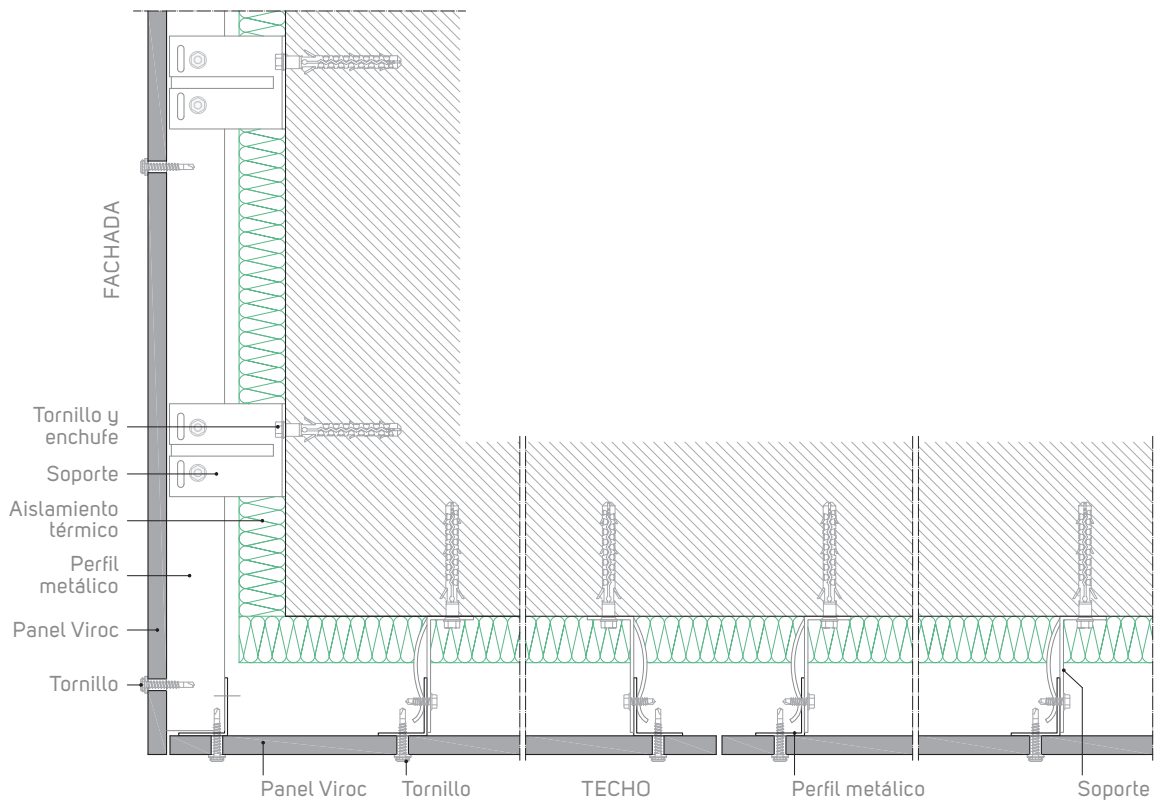 FACHADA
Tornillo y
enchufe
Soporte
Aislamiento
térmico
Perfil
metálico
Panel Viroc
Tornillo
Panel Viroc
Tornillo
TECHO
Perfil metálico
Soporte